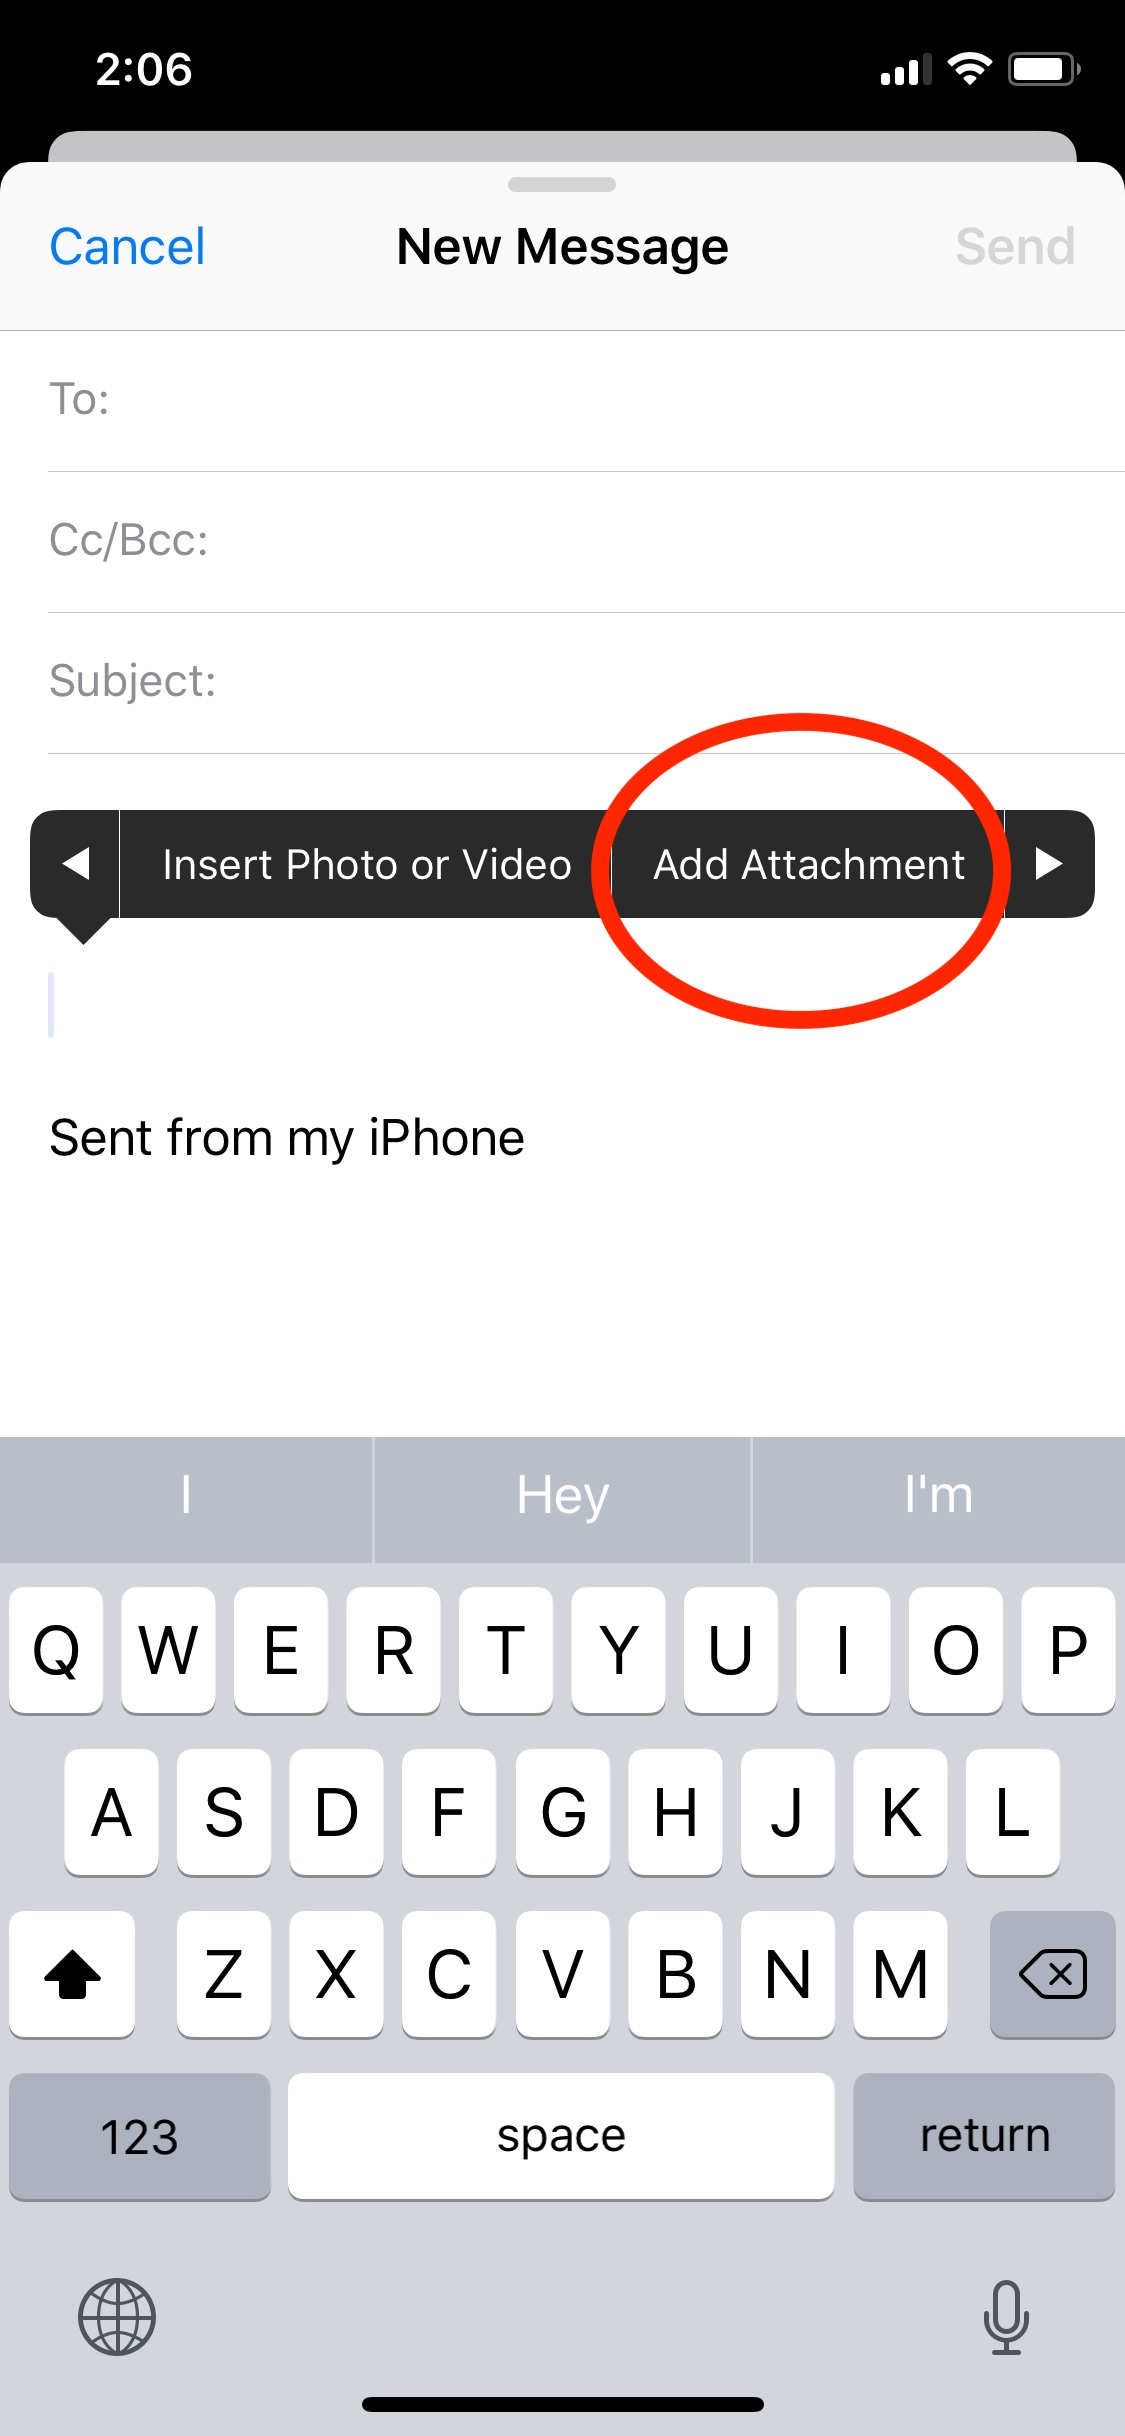 2:06
Cancel New Message Send
To:
Cc/Bcc:
Subject:
Insert Photo or Video Add Attachment
Sent from my iPhone
I Hey I'm
Q W E R T Y U I O P
A S D F G H J K L
Z X C V B N M
123 space return